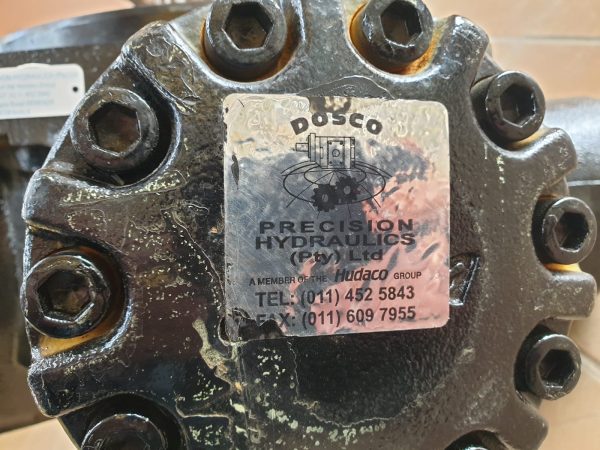 DOSCO
PRECISION
HYDRAULICS
(Pty) Ltd
A MEMBER OF THE Hudaco GROUP
TEL: (011) 452 5843
FAX: (011) 609 7955